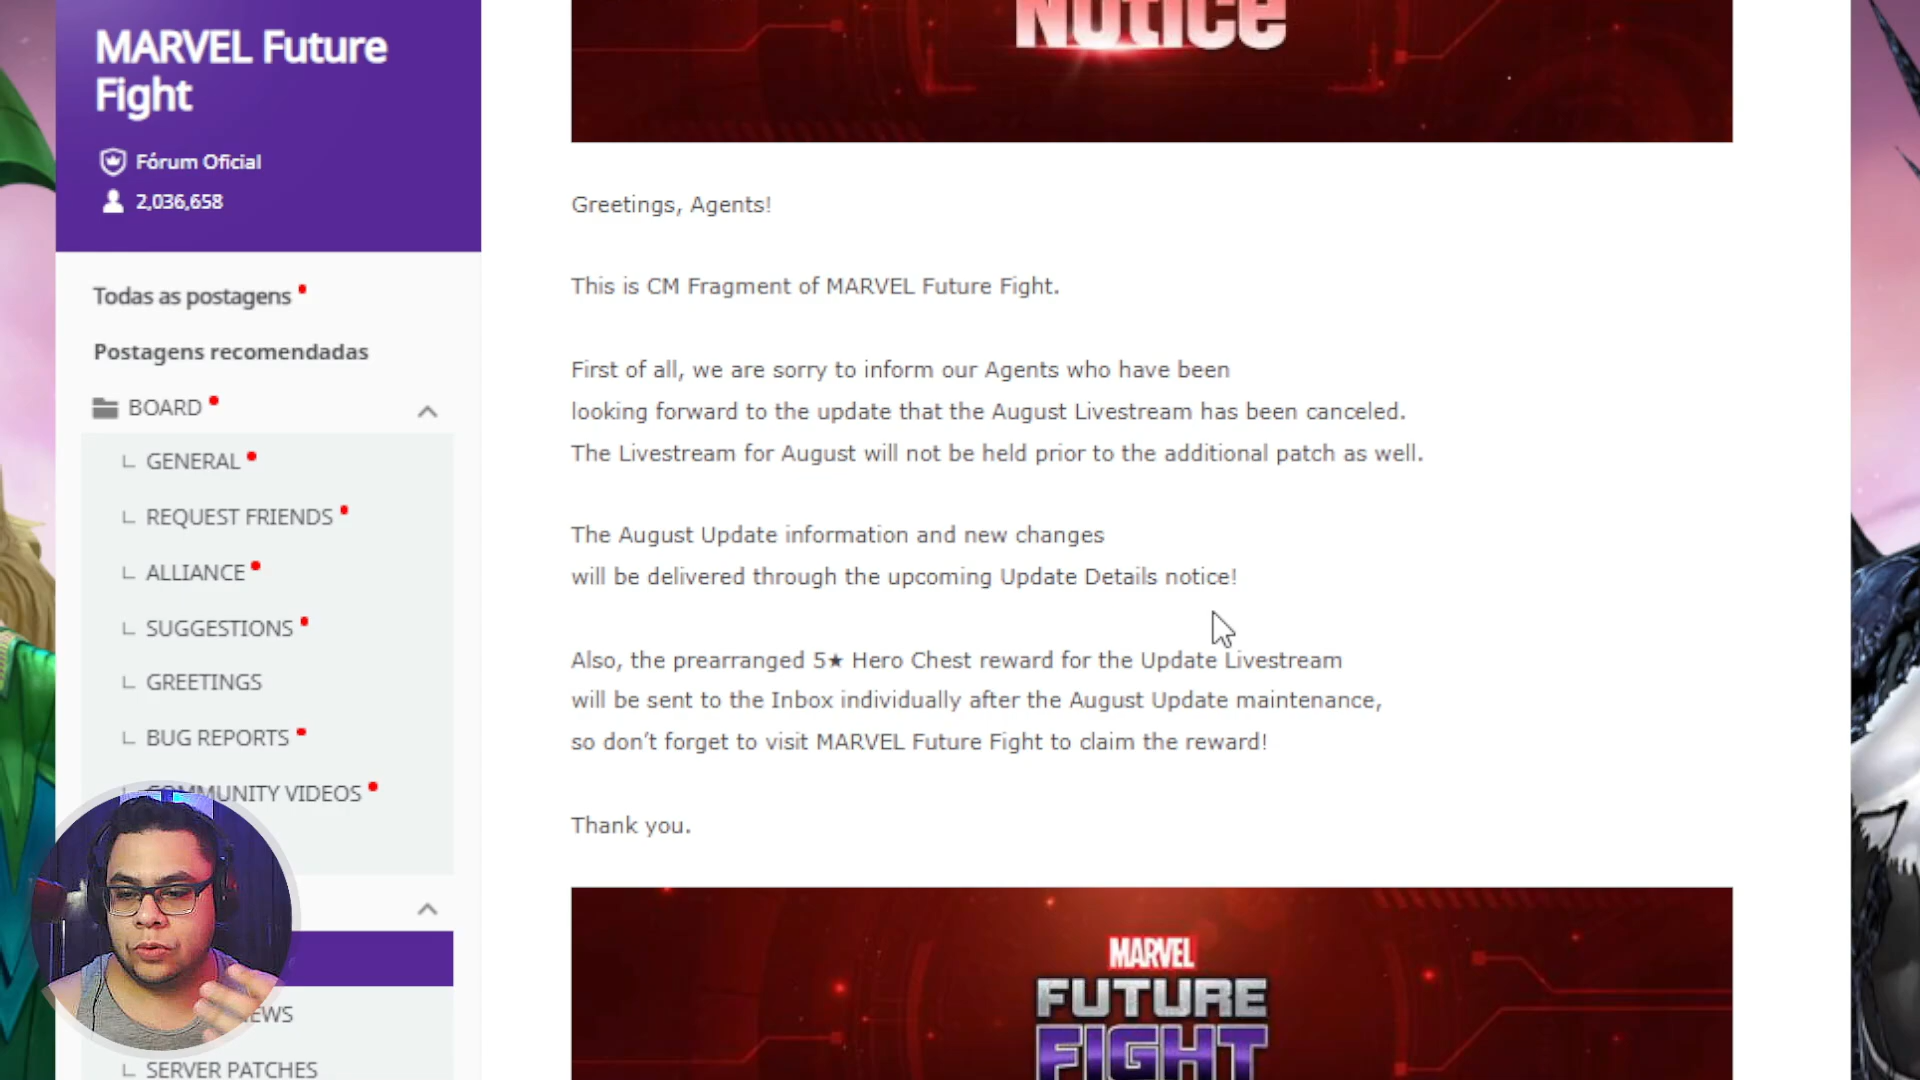 MARVEL Future
Fight
Fórum Oficial
2,036,658
Todas as postagens
Postagens recomendadas
BOARD
GENERAL
REQUEST FRIENDS
ALLIANCE
SUGGESTIONS
GREETINGS
BUG REPORTS
COMMUNITY VIDEOS
SERVER PATCHES
Notice
Greetings, Agents!
This is CM Fragment of MARVEL Future Fight.
First of all, we are sorry to inform our Agents who have been
looking forward to the update that the August Livestream has been canceled.
The Livestream for August will not be held prior to the additional patch as well.
The August Update information and new changes
will be delivered through the upcoming Update Details notice!
Also, the prearranged 5★ Hero Chest reward for the Update Livestream
will be sent to the Inbox individually after the August Update maintenance,
so don’t forget to visit MARVEL Future Fight to claim the reward!
Thank you.
MARVEL
FUTURE
FIGHT